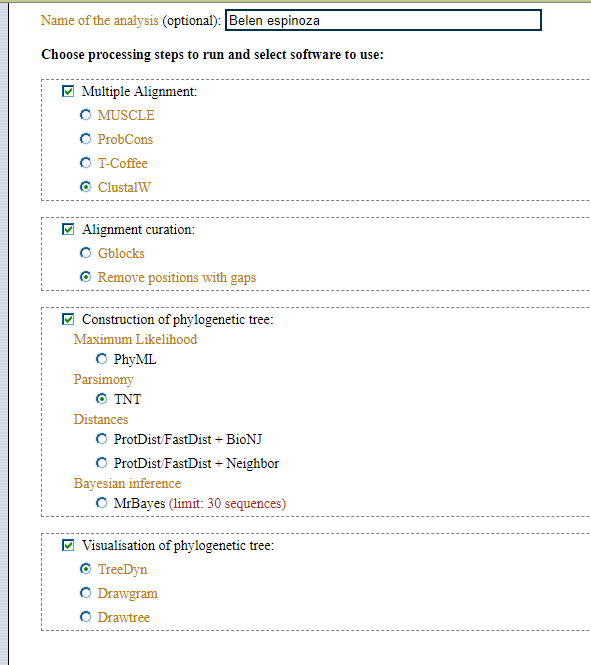 Name of the analysis (optional): Belen espinoza
Choose processing steps to run and select software to use:
Multiple Alignment:
MUSCLE
ProbCons
T-Coffee
ClustalW
Alignment curation:
Gblocks
Remove positions with gaps
Construction of phylogenetic tree:
Maximum Likelihood
PhyML
Parsimony
TNT
Distances
ProtDist/FastDist + BioNJ
ProtDist/FastDist + Neighbor
Bayesian inference
MrBayes (limit: 30 sequences)
Visualisation of phylogenetic tree:
TreeDyn
Drawgram
Drawtree